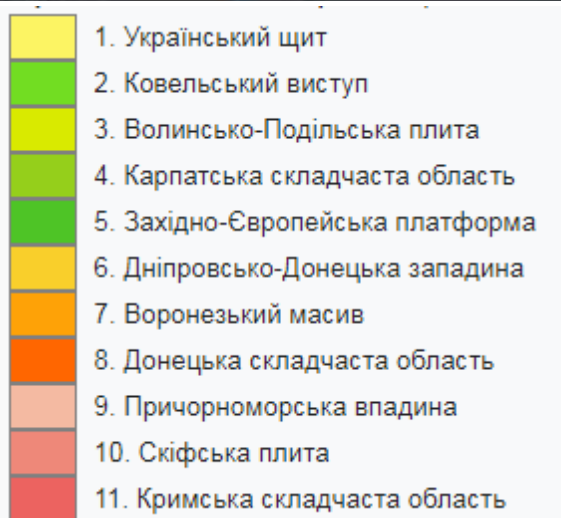 1. Український щит
2. Ковельський виступ
3. Волинсько-Подільська плита
4. Карпатська складчаста область
5. Західно-Європейська платформа
6. Дніпровсько-Донецька западина
7. Воронезький масив
8. Донецька складчаста область
9. Причорноморська впадина
10. Скіфська плита
11. Кримська складчаста область